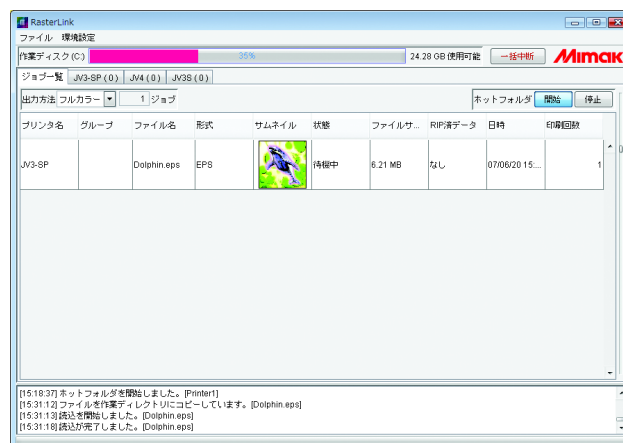 RasterLink
ファイル 環境設定
作業ディスク(C:) 35% 24.28 GB 使用可能 一括中断 Mimak
ジョブ一覧 JV3-SP ( 0 ) JV4 ( 0 ) JV3S ( 0 )
出力方法 フルカラー 1 ジョブ ホットフォルダ 開始 停止
プリンタ名 グループ ファイル名 形式 サムネイル 状態 ファイルサ... RIP済データ 日時 印刷回数
JV3-SP Dolphin.eps EPS 待機中 6.21 MB なし 07/06/20 15:... 1
[15:18:37] ホットフォルダを開始しました。[Printer1]
[15:31:12] ファイルを作業ディレクトリにコピーしています。[Dolphin.eps]
[15:31:13] 読込を開始しました。[Dolphin.eps]
[15:31:18] 読込が完了しました。[Dolphin.eps]